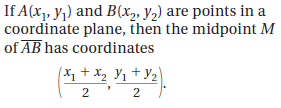 If A(x₁, y₁) and B(x₂, y₂) are points in a
coordinate plane, then the midpoint M
of A̅B̅ has coordinates
((x₁ + x₂)/2, (y₁ + y₂)/2).